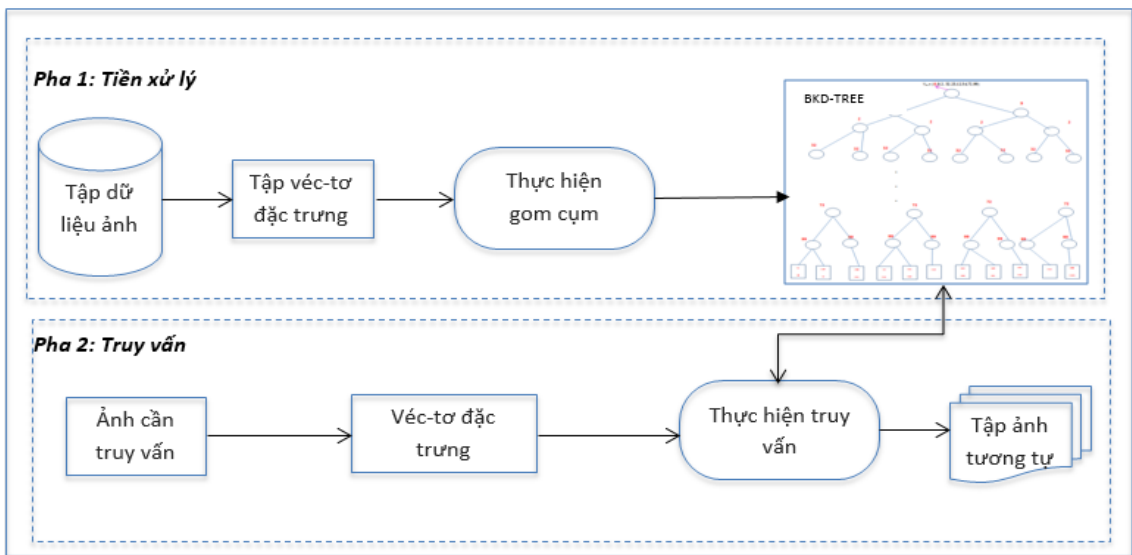 Pha 1: Tiền xử lý
BKD-TREE
Tập dữ
liệu ảnh
Tập véc-tơ
đặc trưng
Thực hiện
gom cụm
Pha 2: Truy vấn
Ảnh cần
truy vấn
Véc-tơ đặc
trưng
Thực hiện truy
vấn
Tập ảnh
tương tự